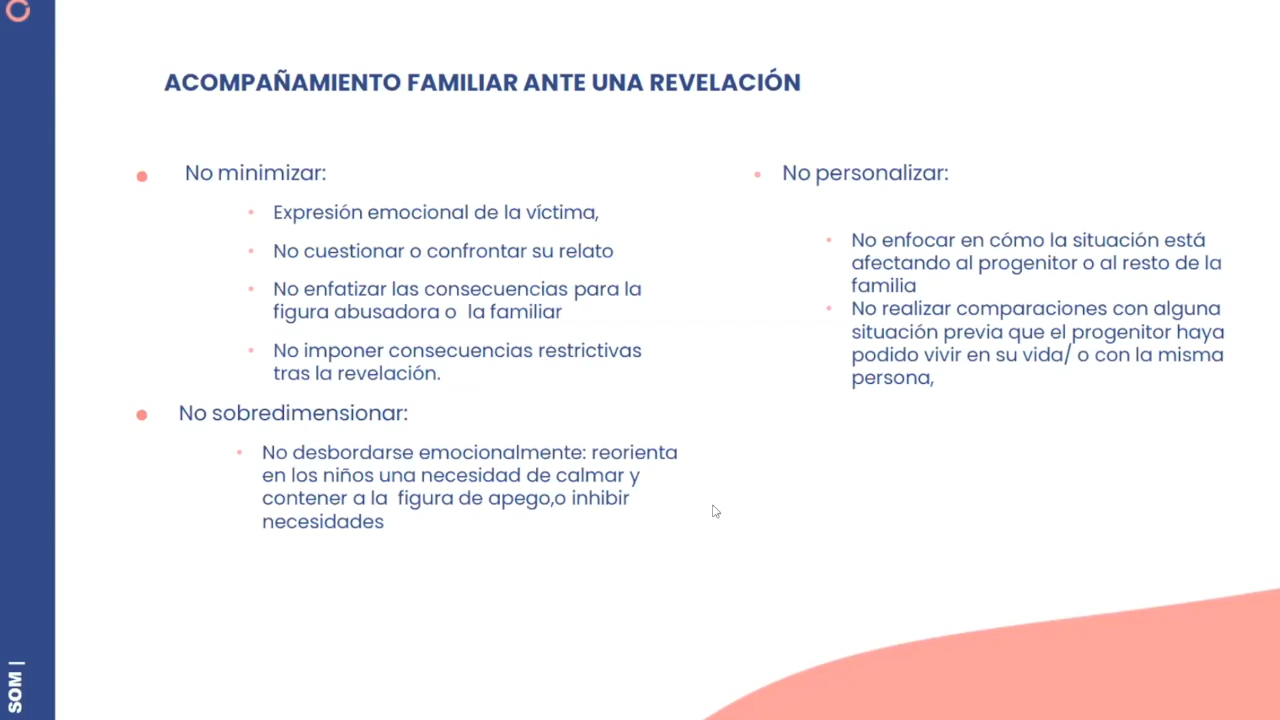 ACOMPAÑAMIENTO FAMILIAR ANTE UNA REVELACIÓN
No minimizar:
Expresión emocional de la víctima,
No cuestionar o confrontar su relato
No enfatizar las consecuencias para la
figura abusadora o la familiar
No imponer consecuencias restrictivas
tras la revelación.
No sobredimensionar:
No desbordarse emocionalmente: reorienta
en los niños una necesidad de calmar y
contener a la figura de apego,o inhibir
necesidades
No personalizar:
No enfocar en cómo la situación está
afectando al progenitor o al resto de la
familia
No realizar comparaciones con alguna
situación previa que el progenitor haya
podido vivir en su vida/ o con la misma
persona,
SOM |